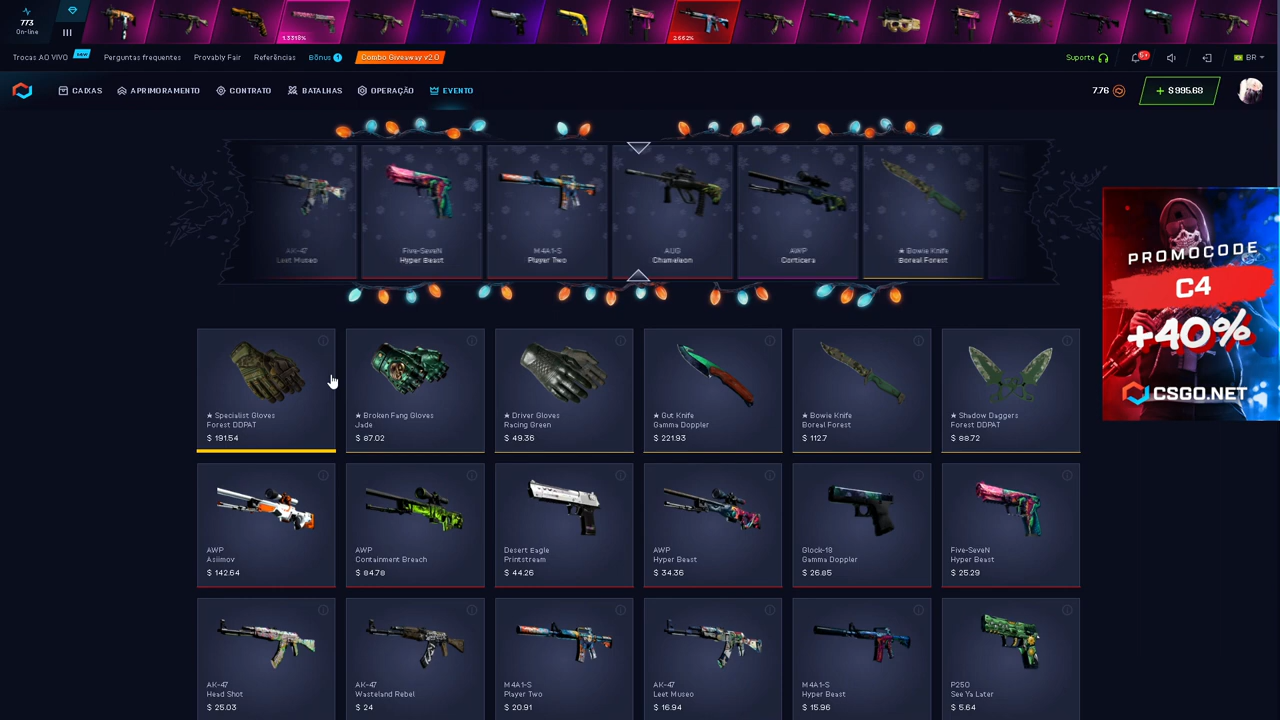 773
On-line
1.3318%
2.662%
Trocas AO VIVO
NEW
Perguntas frequentes
Provably Fair
Referências
Bônus
1
Combo Giveaway v2.0
Suporte
5+
BR
CAIXAS
APRIMORAMENTO
CONTRATO
BATALHAS
OPERAÇÃO
EVENTO
7.76
+ $ 995.68
AK-47
Leet Museo
Five-SeveN
Hyper Beast
M4A1-S
Player Two
AUG
Chameleon
AWP
Corticera
★ Bowie Knife
Boreal Forest
PROMOCODE
C4
+40%
CSGO.NET
★ Specialist Gloves
Forest DDPAT
$ 191.54
★ Broken Fang Gloves
Jade
$ 87.02
★ Driver Gloves
Racing Green
$ 49.36
★ Gut Knife
Gamma Doppler
$ 221.93
★ Bowie Knife
Boreal Forest
$ 112.7
★ Shadow Daggers
Forest DDPAT
$ 88.72
AWP
Asiimov
$ 142.64
AWP
Containment Breach
$ 84.78
Desert Eagle
Printstream
$ 44.26
AWP
Hyper Beast
$ 34.36
Glock-18
Gamma Doppler
$ 26.85
Five-SeveN
Hyper Beast
$ 25.29
AK-47
Head Shot
$ 25.03
AK-47
Wasteland Rebel
$ 24
M4A1-S
Player Two
$ 20.91
AK-47
Leet Museo
$ 16.94
M4A1-S
Hyper Beast
$ 15.96
P250
See Ya Later
$ 5.64